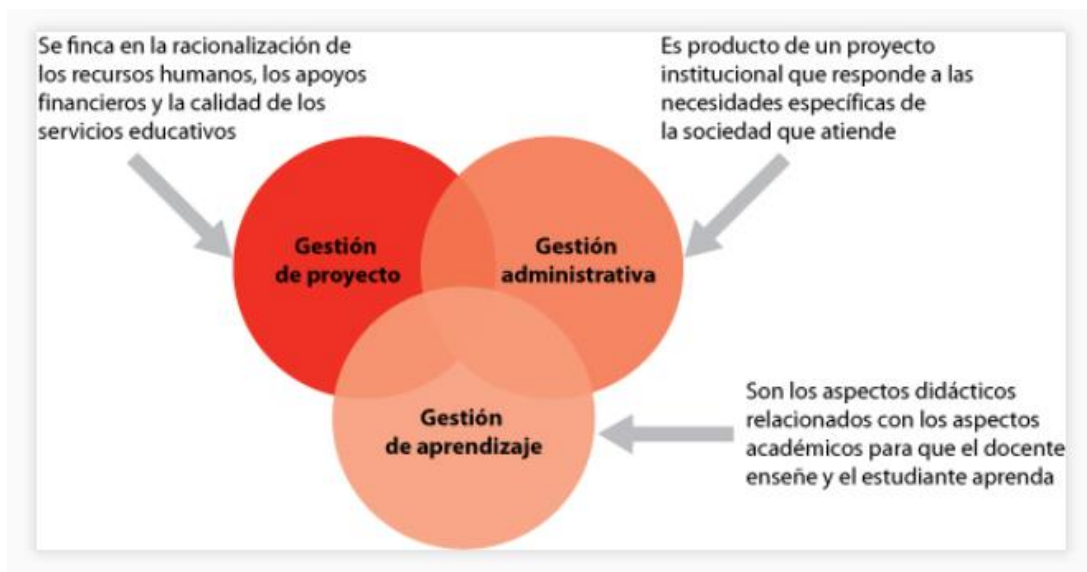 Se finca en la racionalización de
los recursos humanos, los apoyos
financieros y la calidad de los
servicios educativos
Es producto de un proyecto
institucional que responde a las
necesidades específicas de
la sociedad que atiende
Gestión
de proyecto
Gestión
administrativa
Gestión
de aprendizaje
Son los aspectos didácticos
relacionados con los aspectos
académicos para que el docente
enseñe y el estudiante aprenda